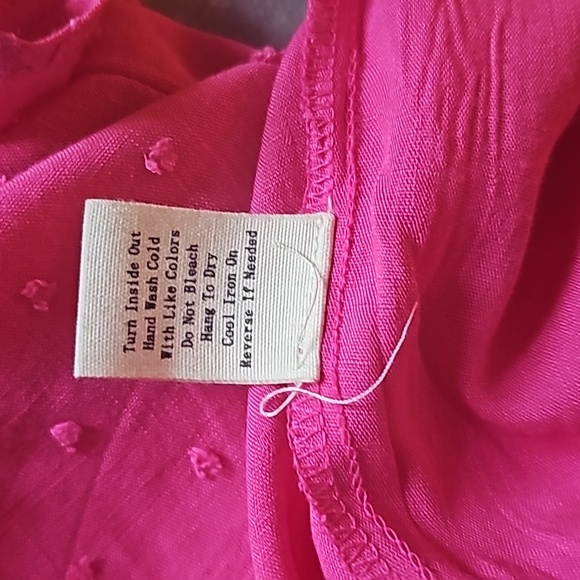 Turn Inside Out
Hand Wash Cold
With Like Colors
Do Not Bleach
Hang To Dry
Cool Iron On
Reverse If Needed